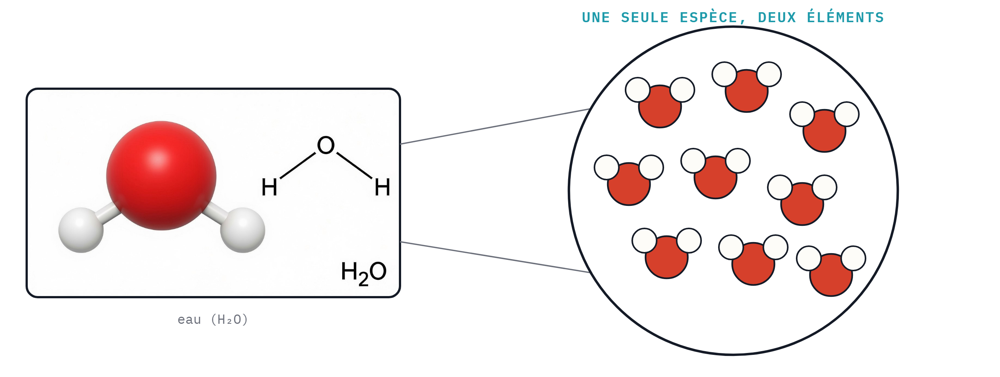 UNE SEULE ESPÈCE, DEUX ÉLÉMENTS
O
H H
H₂O
eau (H₂O)